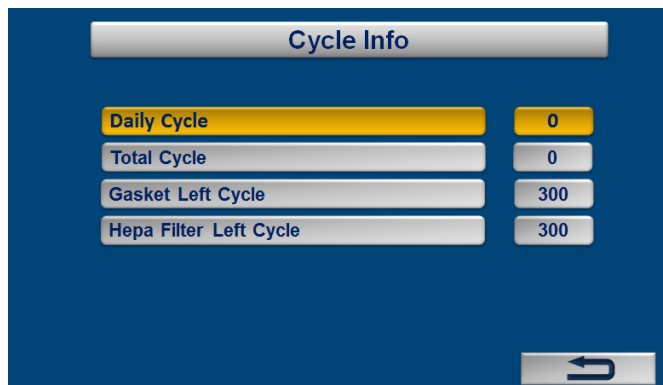 Cycle Info
Daily Cycle 0
Total Cycle 0
Gasket Left Cycle 300
Hepa Filter Left Cycle 300